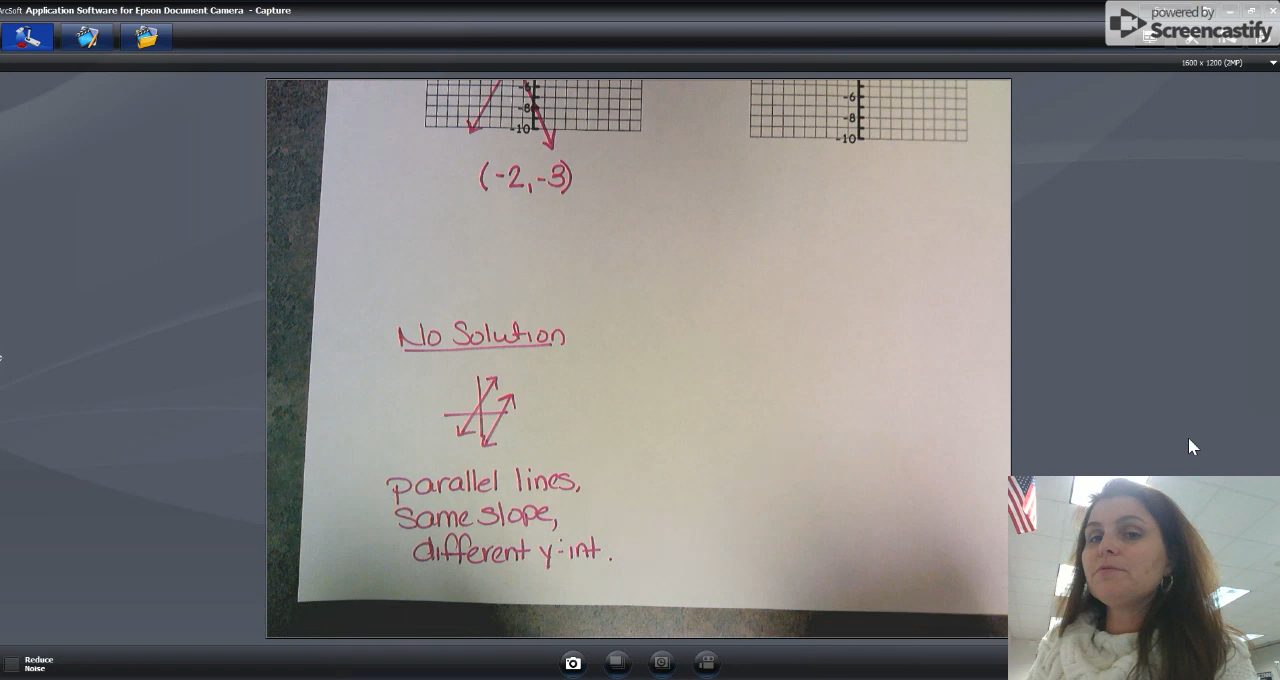 ArcSoft Application Software for Epson Document Camera - Capture
powered by
Screencastify
1600 x 1200 (2MP)
-6
-8
-10
-6
-8
-10
(-2,-3)
No Solution
parallel lines,
same slope,
different y-int.
Reduce
Noise